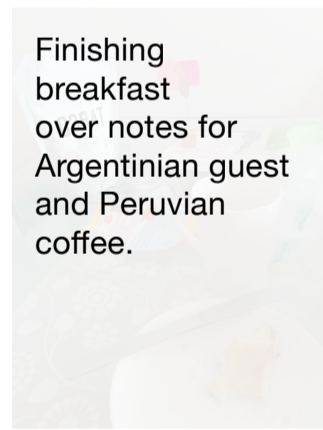 Finishing
breakfast
over notes for
Argentinian guest
and Peruvian
coffee.